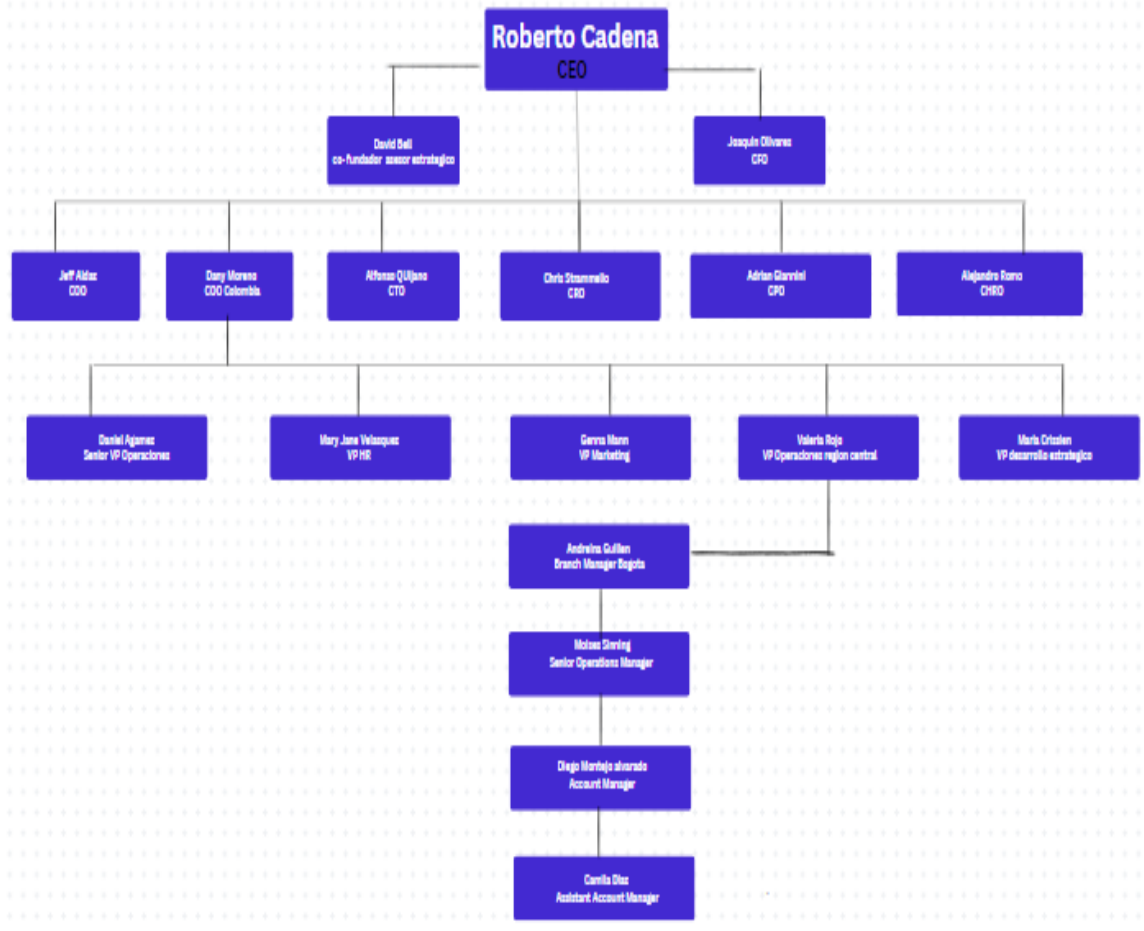 Roberto Cadena
CEO
David Bell
co-fundador asesor estrategico
Joaquin Olivares
CFO
Jeff Aldaz
COO
Dany Moreno
COO Colombia
Alfonso QUijano
CTO
Chris Strammello
CRO
Adrian Giannini
CPO
Alejandro Romo
CHRO
Daniel Agamez
Senior VP Operaciones
Mary Jane Velasquez
VP HR
Genna Mann
VP Marketing
Valeria Rojo
VP Operaciones region central
Maria Crissien
VP desarrollo estrategico
Andreina Guillen
Branch Manager Bogota
Moises Sinning
Senior Operations Manager
Diego Montejo alvarado
Account Manager
Camila Diaz
Assistant Account Manager